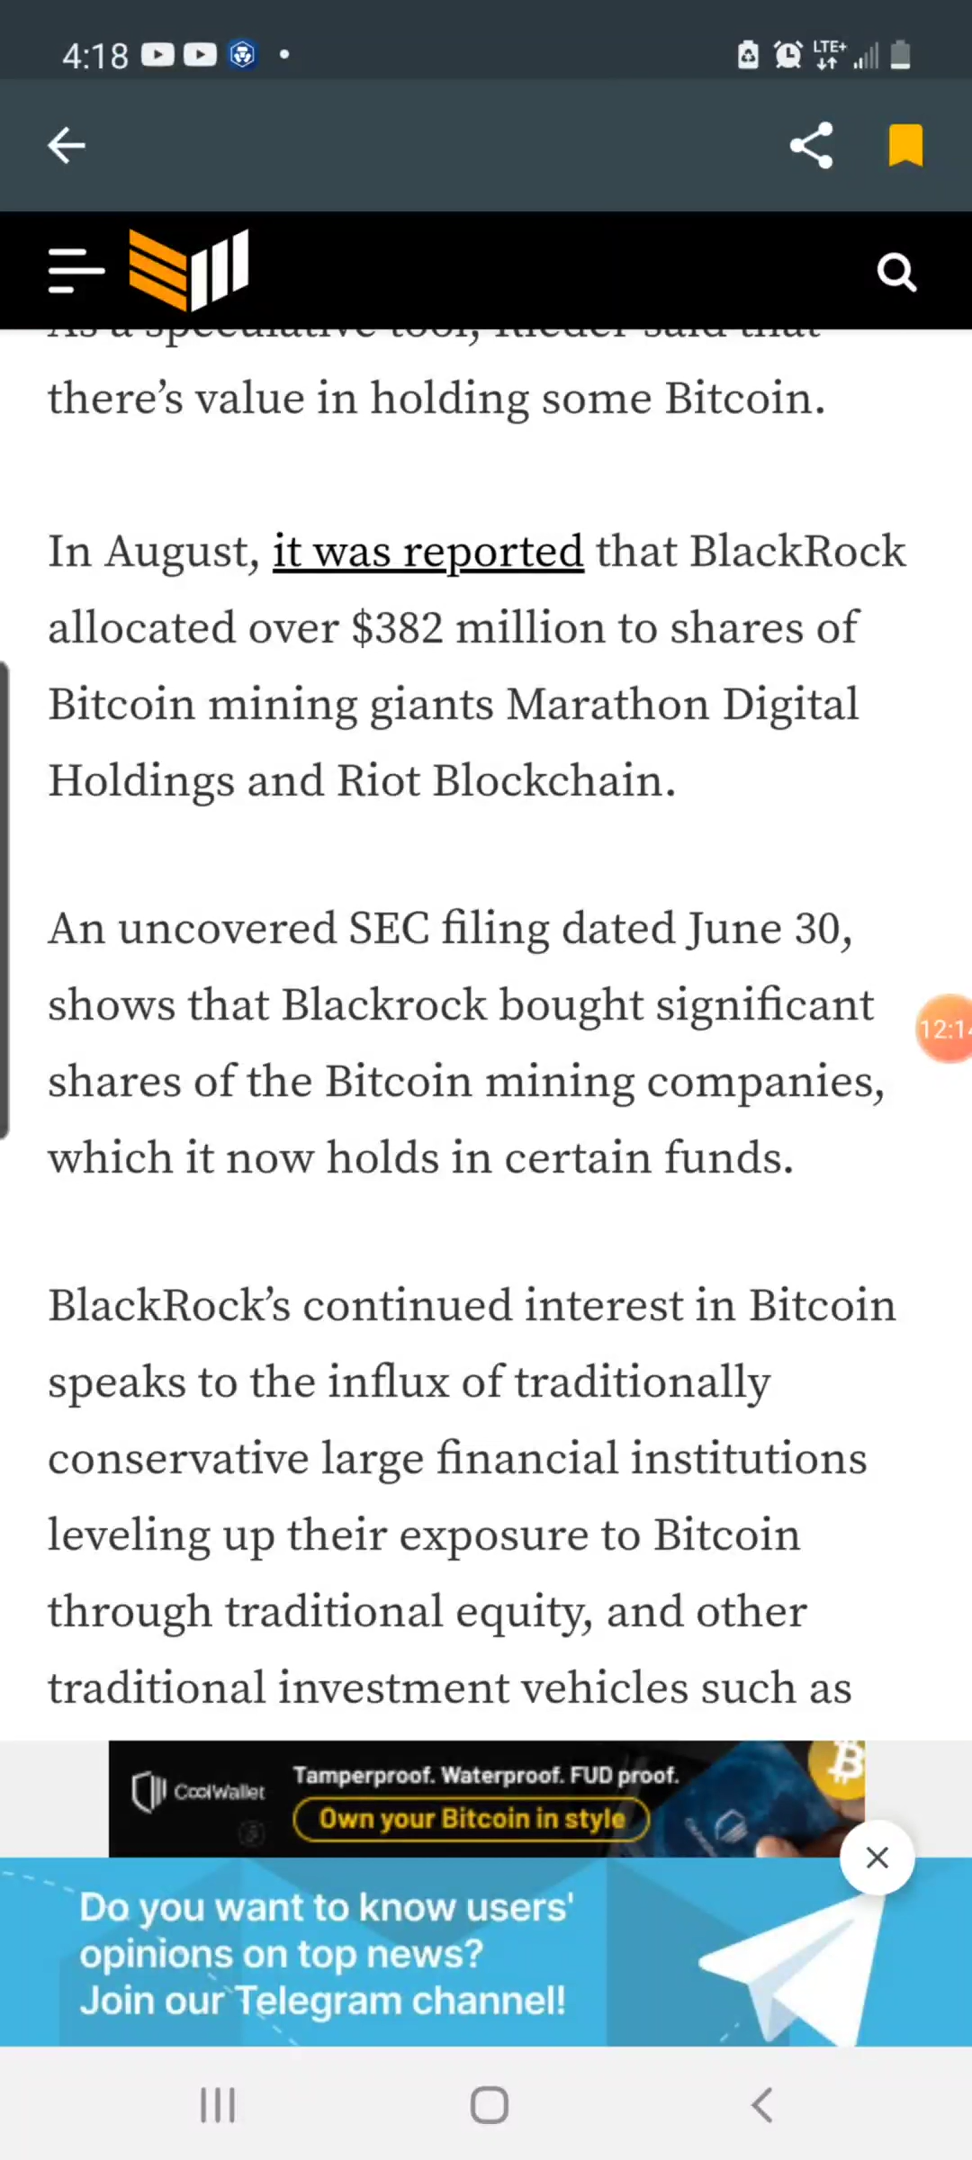 4:18
LTE+
there’s value in holding some Bitcoin.
In August, it was reported that BlackRock
allocated over $382 million to shares of
Bitcoin mining giants Marathon Digital
Holdings and Riot Blockchain.
An uncovered SEC filing dated June 30,
shows that Blackrock bought significant
shares of the Bitcoin mining companies,
which it now holds in certain funds.
12:1
BlackRock’s continued interest in Bitcoin
speaks to the influx of traditionally
conservative large financial institutions
leveling up their exposure to Bitcoin
through traditional equity, and other
traditional investment vehicles such as
CoolWallet
Tamperproof. Waterproof. FUD proof.
Own your Bitcoin in style
Do you want to know users'
opinions on top news?
Join our Telegram channel!